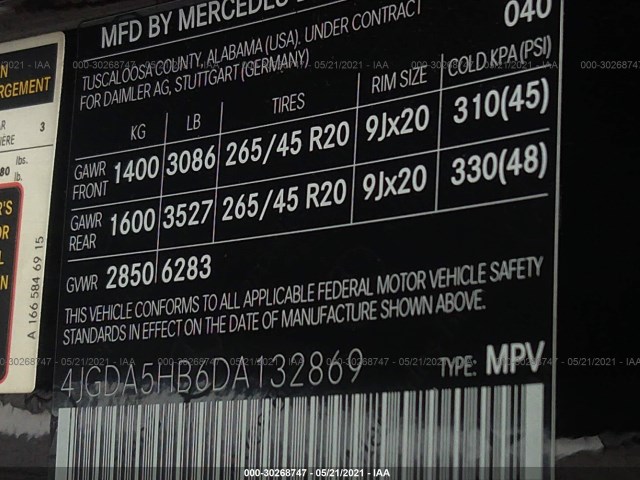 MFD BY MERCEDES
040
TUSCALOOSA COUNTY, ALABAMA (USA), UNDER CONTRACT
FOR DAIMLER AG, STUTTGART (GERMANY)
KG LB TIRES RIM SIZE COLD KPA (PSI)
GAWR FRONT 1400 3086 265/45 R20 9Jx20 310(45)
GAWR REAR 1600 3527 265/45 R20 9Jx20 330(48)
GVWR 2850 6283
THIS VEHICLE CONFORMS TO ALL APPLICABLE FEDERAL MOTOR VEHICLE SAFETY
STANDARDS IN EFFECT ON THE DATE OF MANUFACTURE SHOWN ABOVE.
4JGDA5HB6DA132869 TYPE: MPV
3
lbs.
lb.
A 166 584 69 15
000-30268747 - 05/21/2021 - IAA